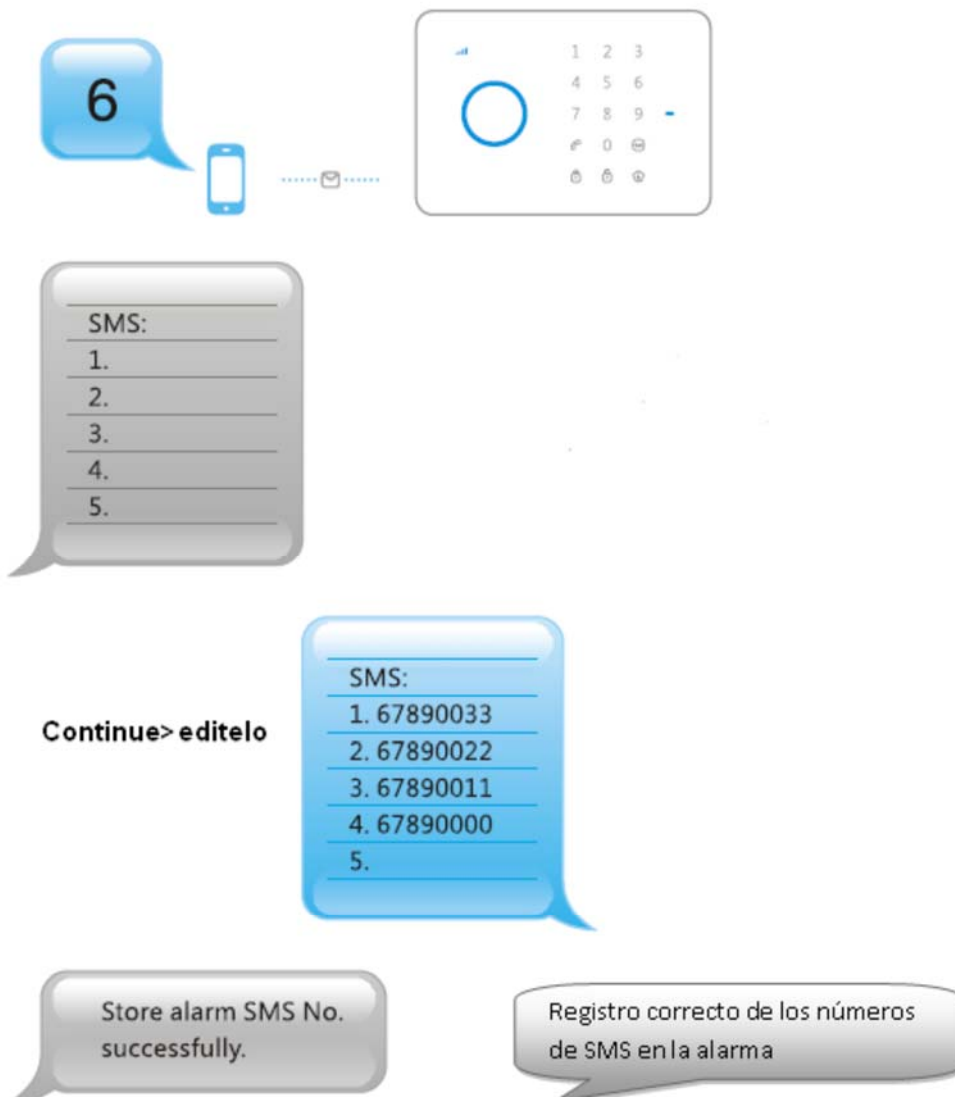 6
1 2 3
4 5 6
7 8 9
0
SMS:
1.
2.
3.
4.
5.
Continue> editelo
SMS:
1. 67890033
2. 67890022
3. 67890011
4. 67890000
5.
Store alarm SMS No.
successfully.
Registro correcto de los números
de SMS en la alarma